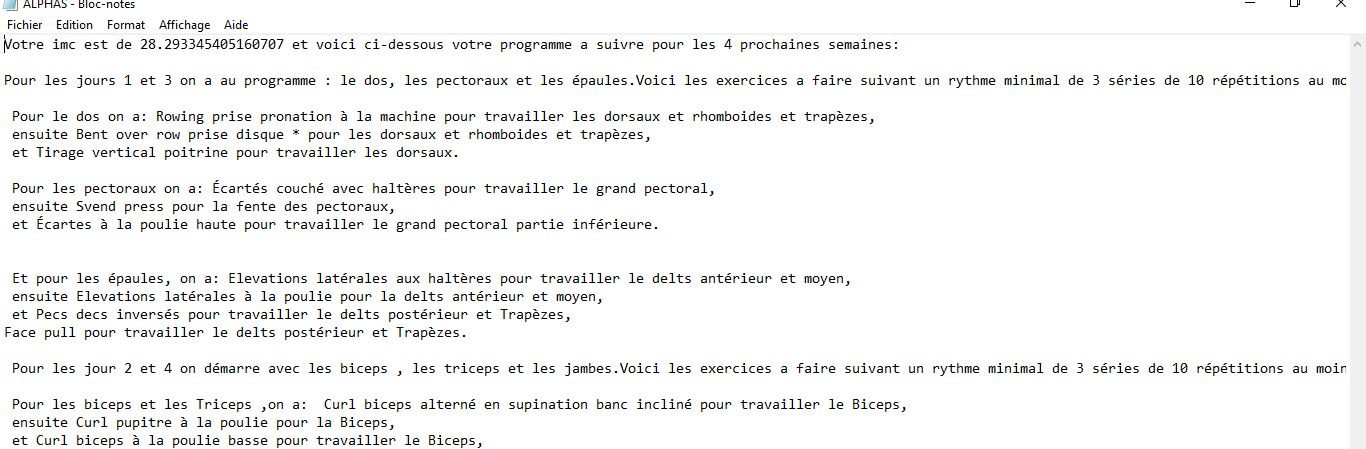 ALPHAS - Bloc-notes
Fichier Edition Format Affichage Aide
Votre imc est de 28.293345405160707 et voici ci-dessous votre programme a suivre pour les 4 prochaines semaines:
Pour les jours 1 et 3 on a au programme : le dos, les pectoraux et les épaules.Voici les exercices a faire suivant un rythme minimal de 3 séries de 10 répétitions au
Pour le dos on a: Rowing prise pronation à la machine pour travailler les dorsaux et rhomboides et trapèzes,
ensuite Bent over row prise disque * pour les dorsaux et rhomboides et trapèzes,
et Tirage vertical poitrine pour travailler les dorsaux.
Pour les pectoraux on a: Écartés couché avec haltères pour travailler le grand pectoral,
ensuite Svend press pour la fente des pectoraux,
et Écartes à la poulie haute pour travailler le grand pectoral partie inférieure.
Et pour les épaules, on a: Elevations latérales aux haltères pour travailler le delts antérieur et moyen,
ensuite Elevations latérales à la poulie pour la delts antérieur et moyen,
et Pecs decs inversés pour travailler le delts postérieur et Trapèzes,
Face pull pour travailler le delts postérieur et Trapèzes.
Pour les jour 2 et 4 on démarre avec les biceps , les triceps et les jambes.Voici les exercices a faire suivant un rythme minimal de 3 séries de 10 répétitions au
Pour les biceps et les Triceps ,on a: Curl biceps alterné en supination banc incliné pour travailler le Biceps,
ensuite Curl pupitre à la poulie pour la Biceps,
et Curl biceps à la poulie basse pour travailler le Biceps,